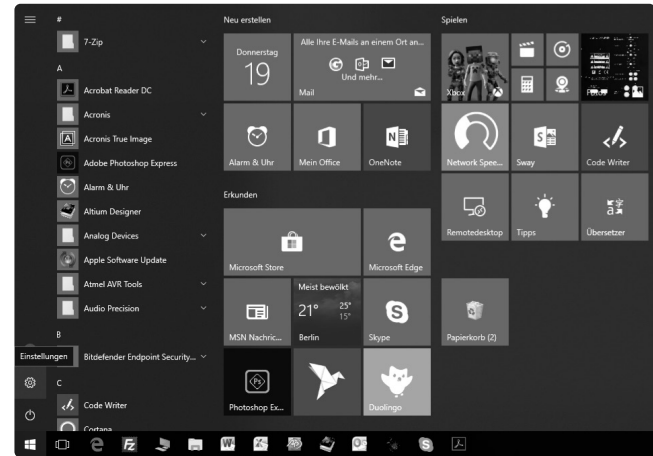 #
7-Zip
A
Acrobat Reader DC
Acronis
Acronis True Image
Adobe Photoshop Express
Alarm & Uhr
Altium Designer
Analog Devices
Apple Software Update
Atmel AVR Tools
Audio Precision
B
Einstellungen
Bitdefender Endpoint Security...
C
Code Writer
Cortana
Neu erstellen
Donnerstag
19
Alle Ihre E-Mails an einem Ort an...
Und mehr...
Mail
Alarm & Uhr
Mein Office
OneNote
Erkunden
Microsoft Store
Microsoft Edge
MSN Nachric...
Meist bewölkt
21°
25°
15°
Berlin
Skype
Photoshop Ex...
Duolingo
Spielen
Xbox
Network Spee...
Sway
Code Writer
Remotedesktop
Tipps
Übersetzer
Papierkorb (2)